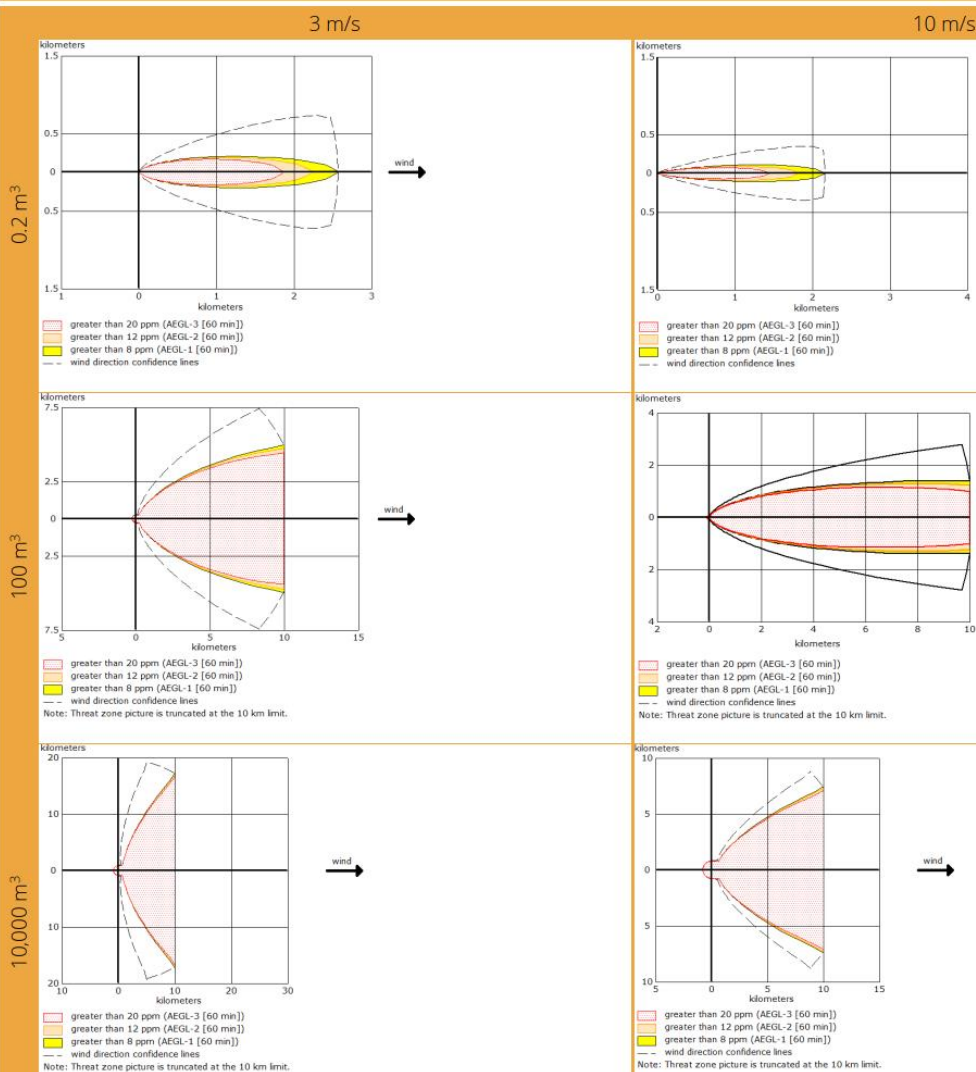 3 m/s
10 m/s
0.2 m³
kilometers
1.5
0.5
0
0.5
1.5
1 0 1 2 3
kilometers
wind
greater than 20 ppm (AEGL-3 [60 min])
greater than 12 ppm (AEGL-2 [60 min])
greater than 8 ppm (AEGL-1 [60 min])
wind direction confidence lines
kilometers
1.5
0.5
0
0.5
1.5
0 1 2 3 4
kilometers
greater than 20 ppm (AEGL-3 [60 min])
greater than 12 ppm (AEGL-2 [60 min])
greater than 8 ppm (AEGL-1 [60 min])
wind direction confidence lines
100 m³
kilometers
7.5
2.5
0
2.5
7.5
5 0 5 10 15
kilometers
wind
greater than 20 ppm (AEGL-3 [60 min])
greater than 12 ppm (AEGL-2 [60 min])
greater than 8 ppm (AEGL-1 [60 min])
wind direction confidence lines
Note: Threat zone picture is truncated at the 10 km limit.
kilometers
4
2
0
2
4
2 0 2 4 6 8 10
kilometers
greater than 20 ppm (AEGL-3 [60 min])
greater than 12 ppm (AEGL-2 [60 min])
greater than 8 ppm (AEGL-1 [60 min])
wind direction confidence lines
Note: Threat zone picture is truncated at the 10 km limit.
10,000 m³
kilometers
20
10
0
10
20
10 0 10 20 30
kilometers
wind
greater than 20 ppm (AEGL-3 [60 min])
greater than 12 ppm (AEGL-2 [60 min])
greater than 8 ppm (AEGL-1 [60 min])
wind direction confidence lines
Note: Threat zone picture is truncated at the 10 km limit.
kilometers
10
5
0
5
10
5 0 5 10 15
kilometers
wind
greater than 20 ppm (AEGL-3 [60 min])
greater than 12 ppm (AEGL-2 [60 min])
greater than 8 ppm (AEGL-1 [60 min])
wind direction confidence lines
Note: Threat zone picture is truncated at the 10 km limit.